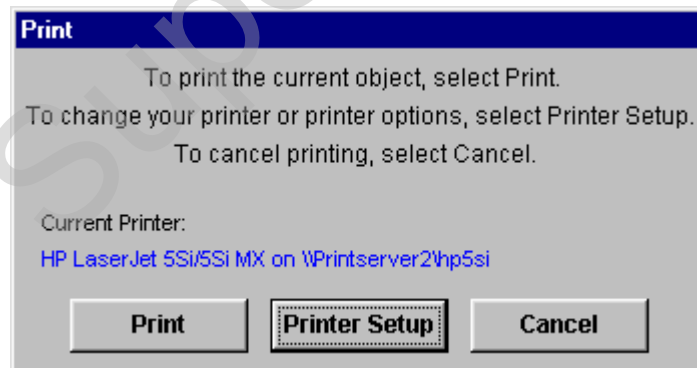 Print
To print the current object, select Print.
To change your printer or printer options, select Printer Setup.
To cancel printing, select Cancel.
Current Printer:
HP LaserJet 5Si/5Si MX on \\Printserver2\hp5si
Print
Printer Setup
Cancel